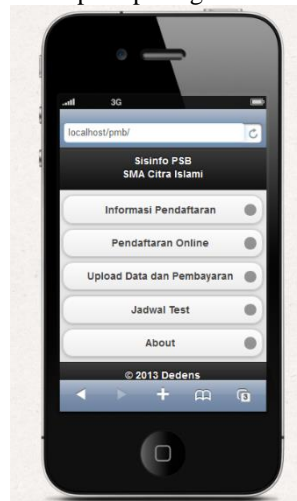 3G
localhost/pmb/
Sisinfo PSB
SMA Citra Islami
Informasi Pendaftaran
Pendaftaran Online
Upload Data dan Pembayaran
Jadwal Test
About
© 2013 Dedens
3